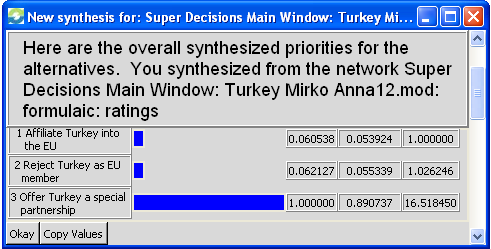 New synthesis for: Super Decisions Main Window: Turkey Mi...
Here are the overall synthesized priorities for the
alternatives. You synthesized from the network Super
Decisions Main Window: Turkey Mirko Anna12.mod:
formulaic: ratings
1 Affiliate Turkey into
the EU
0.060538 0.053924 1.000000
2 Reject Turkey as EU
member
0.062127 0.055339 1.026246
3 Offer Turkey a special
partnership
1.000000 0.890737 16.518450
Okay Copy Values